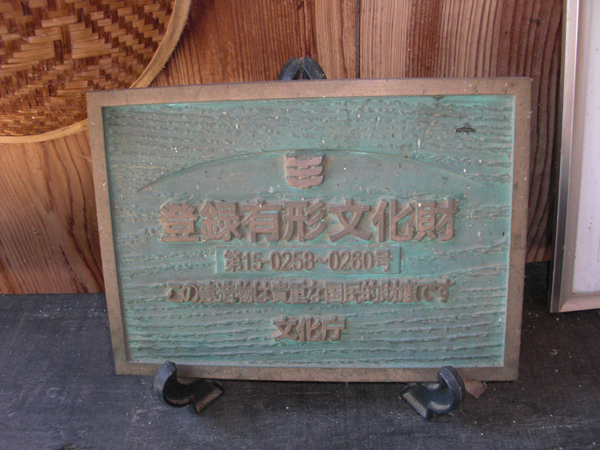 登録有形文化財
第15-0258~0260号
この建造物は貴重な国民的財産です
文化庁